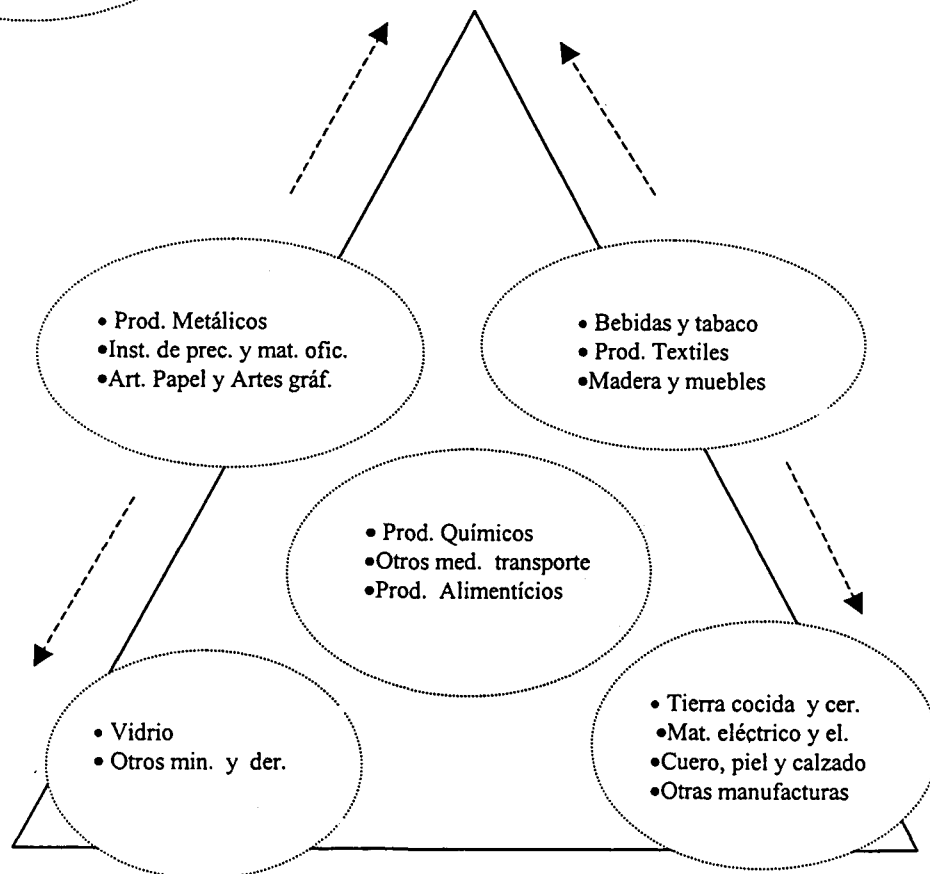 • Prod. Metálicos
•Inst. de prec. y mat. ofic.
•Art. Papel y Artes gráf.
• Bebidas y tabaco
• Prod. Textiles
•Madera y muebles
• Prod. Químicos
•Otros med. transporte
•Prod. Alimentícios
• Vidrio
• Otros min. y der.
• Tierra cocida y cer.
•Mat. eléctrico y el.
•Cuero, piel y calzado
•Otras manufacturas